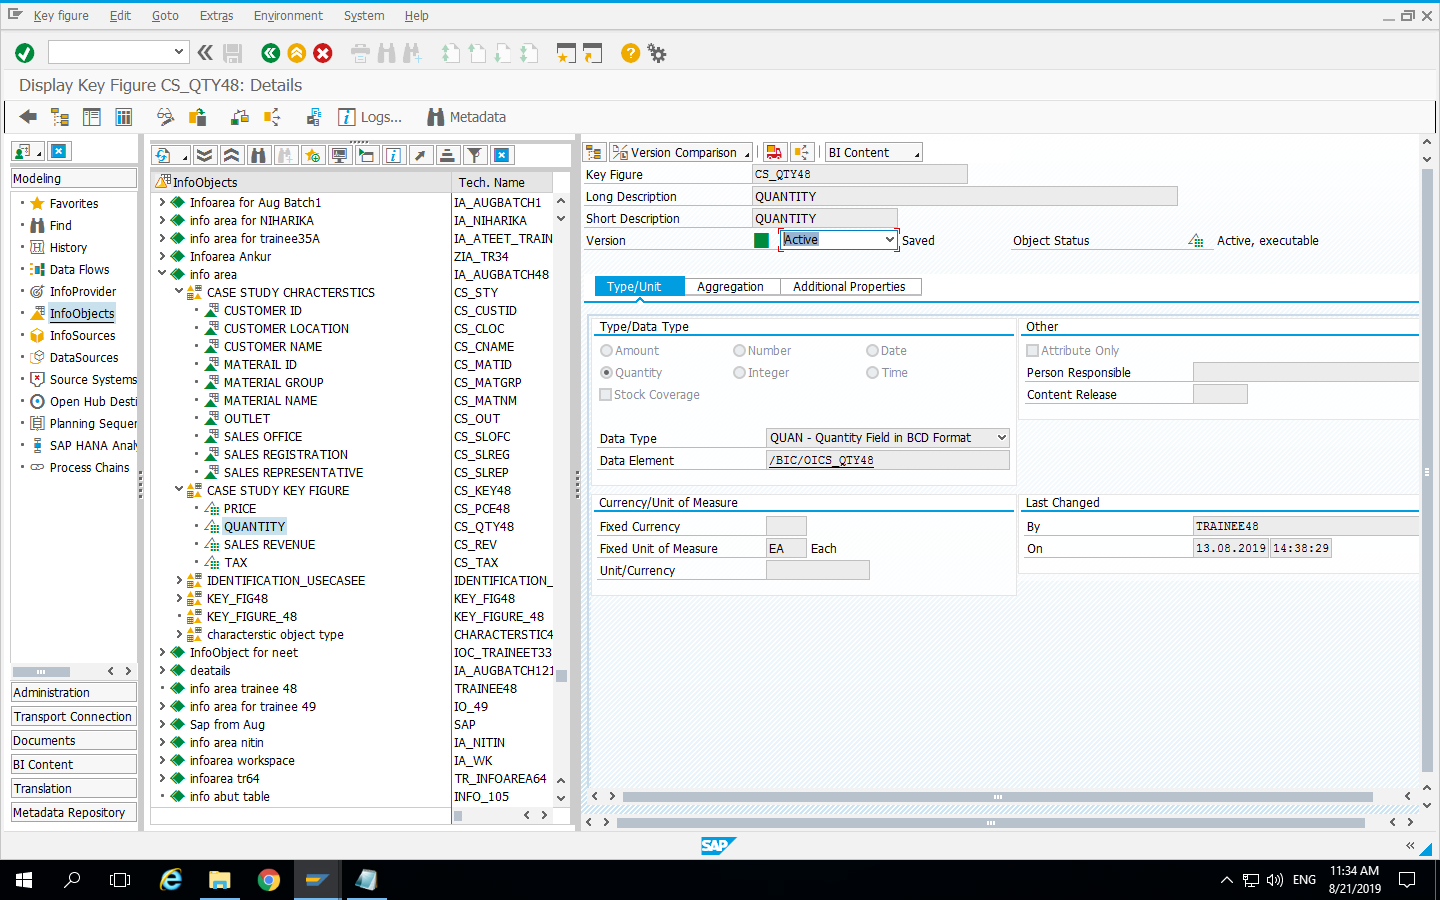 Key figure Edit Goto Extras Environment System Help
Display Key Figure CS_QTY48: Details
Logs... Metadata
Modeling
Favorites
Find
History
Data Flows
InfoProvider
InfoObjects
InfoSources
DataSources
Source Systems
Open Hub Desti
Planning Sequer
SAP HANA Analy
Process Chains
Administration
Transport Connection
Documents
BI Content
Translation
Metadata Repository
InfoObjects Tech. Name
Infoarea for Aug Batch1 IA_AUGBATCH1
info area for NIHARIKA IA_NIHARIKA
info area for trainee35A IA_ATEET_TRAIN
Infoarea Ankur ZIA_TR34
info area IA_AUGBATCH48
CASE STUDY CHRACTERSTICS CS_STY
CUSTOMER ID CS_CUSTID
CUSTOMER LOCATION CS_CLOC
CUSTOMER NAME CS_CNAME
MATERAIL ID CS_MATID
MATERIAL GROUP CS_MATGRP
MATERIAL NAME CS_MATNM
OUTLET CS_OUT
SALES OFFICE CS_SLOFC
SALES REGISTRATION CS_SLREG
SALES REPRESENTATIVE CS_SLREP
CASE STUDY KEY FIGURE CS_KEY48
PRICE CS_PCE48
QUANTITY CS_QTY48
SALES REVENUE CS_REV
TAX CS_TAX
IDENTIFICATION_USECASEE IDENTIFICATION_
KEY_FIG48 KEY_FIG48
KEY_FIGURE_48 KEY_FIGURE_48
characterstic object type CHARACTERSTIC4
InfoObject for neet IOC_TRAINEET33
deatails IA_AUGBATCH121
info area trainee 48 TRAINEE48
info area for trainee 49 IO_49
Sap from Aug SAP
info area nitin IA_NITIN
infoarea workspace IA_WK
infoarea tr64 TR_INFOAREA64
info abut table INFO_105
Version Comparison BI Content
Key Figure CS_QTY48
Long Description QUANTITY
Short Description QUANTITY
Version Active Saved Object Status Active, executable
Type/Unit Aggregation Additional Properties
Type/Data Type
Amount Number Date
Quantity Integer Time
Stock Coverage
Data Type QUAN - Quantity Field in BCD Format
Data Element /BIC/OICS_QTY48
Other
Attribute Only
Person Responsible
Content Release
Currency/Unit of Measure
Fixed Currency
Fixed Unit of Measure EA Each
Unit/Currency
Last Changed
By TRAINEE48
On 13.08.2019 14:38:29
SAP
ENG
11:34 AM
8/21/2019